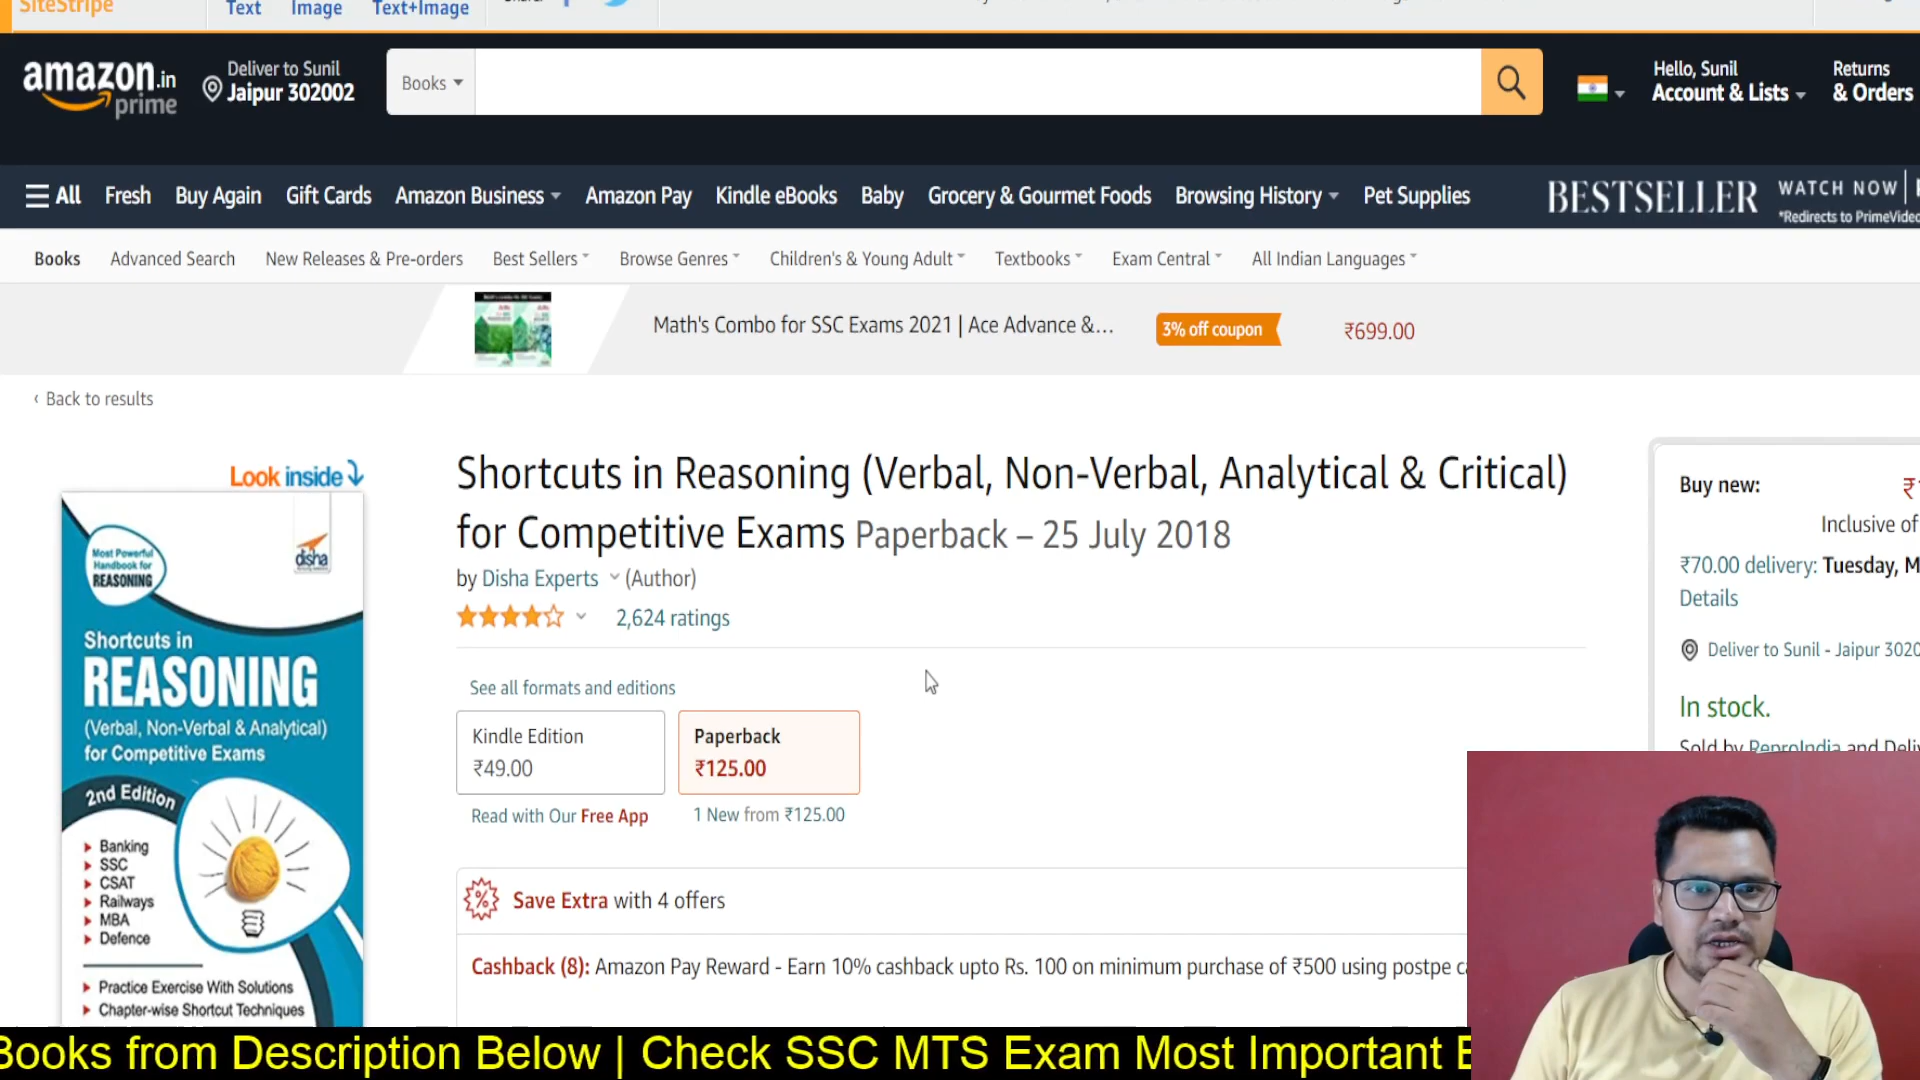 SiteStripe
Text Image Text+Image
amazon.in
prime
Deliver to Sunil
Jaipur 302002
Books
Hello, Sunil
Account & Lists
Returns
& Orders
All Fresh Buy Again Gift Cards Amazon Business Amazon Pay Kindle eBooks Baby Grocery & Gourmet Foods Browsing History Pet Supplies
BESTSELLER
WATCH NOW
*Redirects to PrimeVideo
Books Advanced Search New Releases & Pre-orders Best Sellers Browse Genres Children's & Young Adult Textbooks Exam Central All Indian Languages
Math's Combo for SSC Exams 2021 | Ace Advance &...
3% off coupon
₹699.00
‹ Back to results
Look inside
Most Powerful
Handbook for
REASONING
disha
Shortcuts in
REASONING
(Verbal, Non-Verbal & Analytical)
for Competitive Exams
2nd Edition
Banking
SSC
CSAT
Railways
MBA
Defence
Practice Exercise With Solutions
Chapter-wise Shortcut Techniques
Shortcuts in Reasoning (Verbal, Non-Verbal, Analytical & Critical)
for Competitive Exams Paperback – 25 July 2018
by Disha Experts (Author)
2,624 ratings
See all formats and editions
Kindle Edition
₹49.00
Read with Our Free App
Paperback
₹125.00
1 New from ₹125.00
Save Extra with 4 offers
Cashback (8): Amazon Pay Reward - Earn 10% cashback upto Rs. 100 on minimum purchase of ₹500 using postpe
Buy new:
Inclusive of
₹70.00 delivery: Tuesday, M
Details
Deliver to Sunil - Jaipur 3020
In stock.
Sold by ReproIndia and
Books from Description Below | Check SSC MTS Exam Most Important